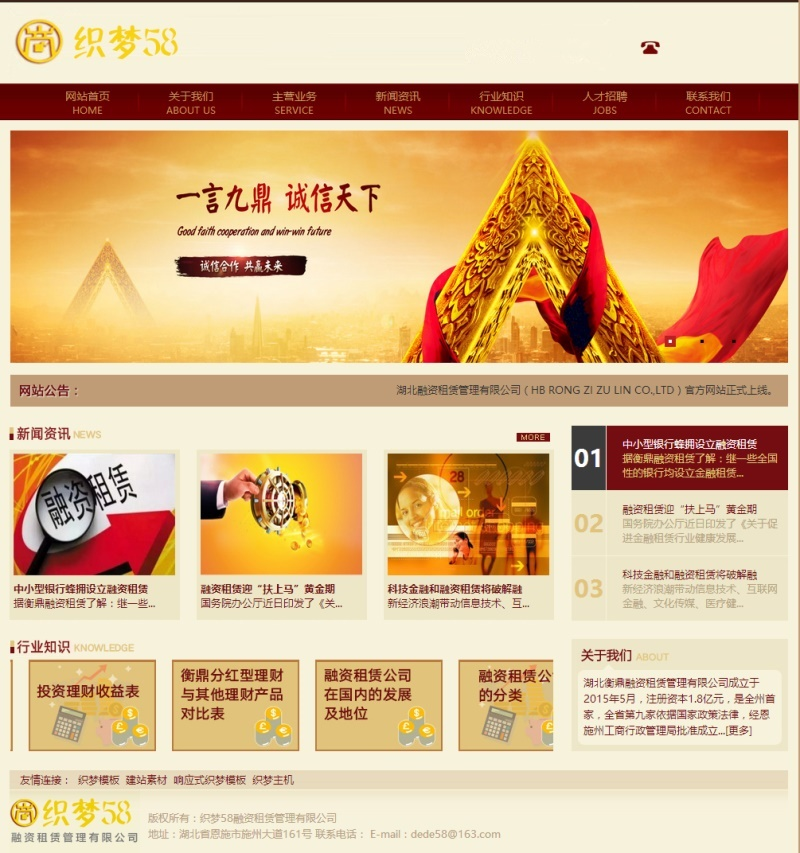 尚 织梦58
网站首页 关于我们 主营业务 新闻资讯 行业知识 人才招聘 联系我们
HOME ABOUT US SERVICE NEWS KNOWLEDGE JOBS CONTACT
一言九鼎 诚信天下
Good faith cooperation and win-win future
诚信合作 共赢未来
网站公告: 湖北融资租赁管理有限公司(HB RONG ZI ZU LIN CO.,LTD)官方网站正式上线。
新闻资讯 NEWS MORE
融资租赁
28
mail order
中小型银行蜂拥设立融资租赁
据衡鼎融资租赁了解:继一些...
融资租赁迎“扶上马”黄金期
国务院办公厅近日印发了《关...
科技金融和融资租赁将破解融
新经济浪潮带动信息技术、互...
01
中小型银行蜂拥设立融资租赁
据衡鼎融资租赁了解:继一些全国
性的银行均设立金融租赁...
02
融资租赁迎“扶上马”黄金期
国务院办公厅近日印发了《关于促
进金融租赁行业健康发展...
03
科技金融和融资租赁将破解融
新经济浪潮带动信息技术、互联网
金融、文化传媒、医疗健...
行业知识 KNOWLEDGE
投资理财收益表
衡鼎分红型理财
与其他理财产品
对比表
融资租赁公司
在国内的发展
及地位
融资租赁公
的分类
关于我们 ABOUT
湖北衡鼎融资租赁管理有限公司成立于
2015年5月,注册资本1.8亿元,是全州首
家,全省第九家依据国家政策法律,经恩
施州工商行政管理局批准成立...[更多]
友情连接: 织梦模板 建站素材 响应式织梦模板 织梦主机
尚 织梦58
融资租赁管理有限公司
版权所有:织梦58融资租赁管理有限公司
地址:湖北省恩施市施州大道161号 联系电话: E-mail:dede58@163.com